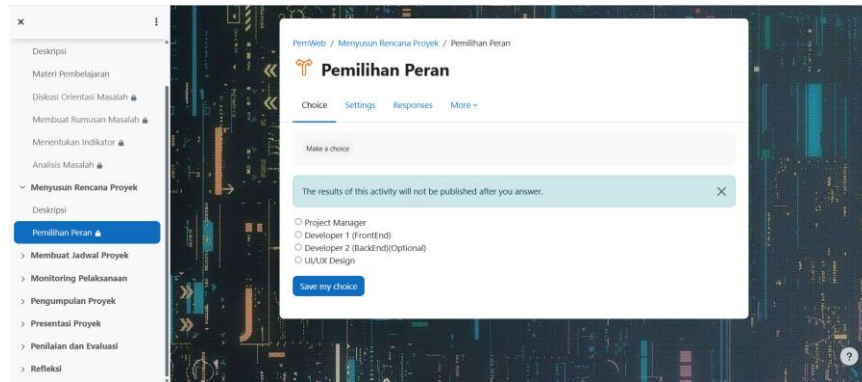 Deskripsi
Materi Pembelajaran
Diskusi Orientasi Masalah
Membuat Rumusan Masalah
Menentukan Indikator
Analisis Masalah
Menyusun Rencana Proyek
Deskripsi
Pemilihan Peran
Membuat Jadwal Proyek
Monitoring Pelaksanaan
Pengumpulan Proyek
Presentasi Proyek
Penilaian dan Evaluasi
Refleksi
PemWeb / Menyusun Rencana Proyek / Pemilihan Peran
Pemilihan Peran
Choice Settings Responses More
Make a choice
The results of this activity will not be published after you answer.
Project Manager
Developer 1 (FrontEnd)
Developer 2 (BackEnd)(Optional)
UI/UX Design
Save my choice
?